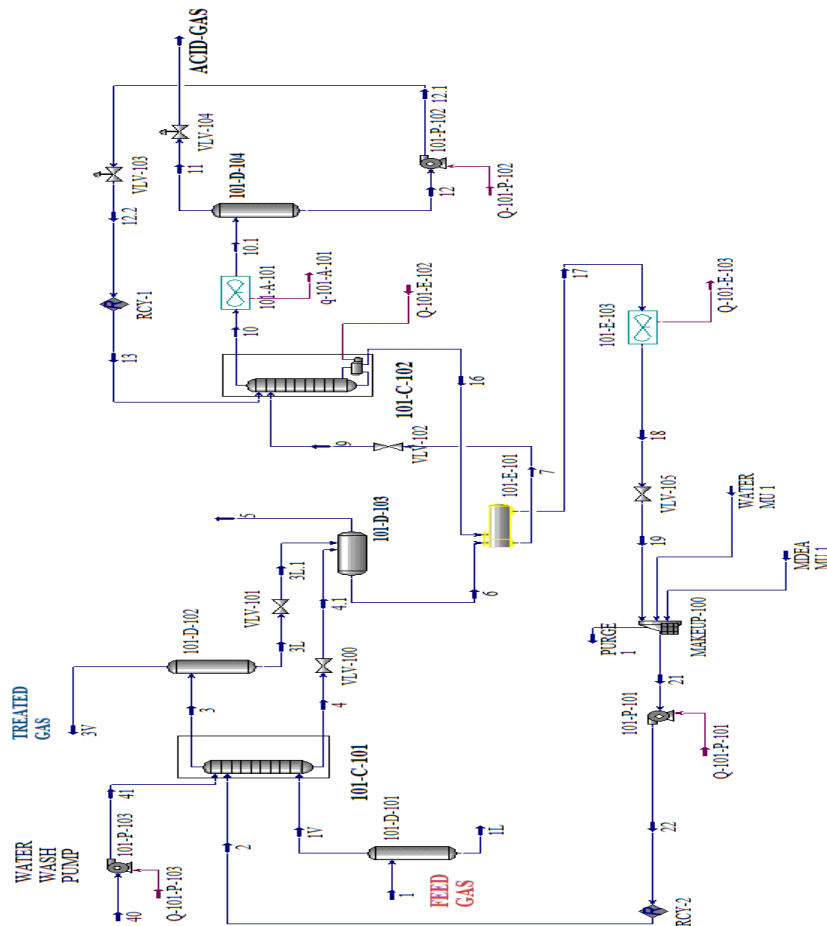 ACID-GAS
VLV-103
VLV-104
12.2
11
12.1
101-D-104
101-P-102
12
Q-101-P-102
10.1
RCY-1
101-A-101
q-101-A-101
10
Q-101-E-102
13
101-C-102
17
16
101-E-103
Q-101-E-103
9
VLV-102
101-E-101
7
18
5
101-D-103
VLV-105
WATER
MU 1
3L.1
4.1
6
19
MDEA
MU 1
VLV-101
101-D-102
3L
VLV-100
PURGE
1
MAKEUP-100
TREATED
GAS
3V
3
4
21
101-P-101
Q-101-P-101
101-C-101
WATER
WASH
PUMP
41
101-P-103
Q-101-P-103
40
2
1V
101-D-101
1L
1
FEED
GAS
22
R
R
RCY-2